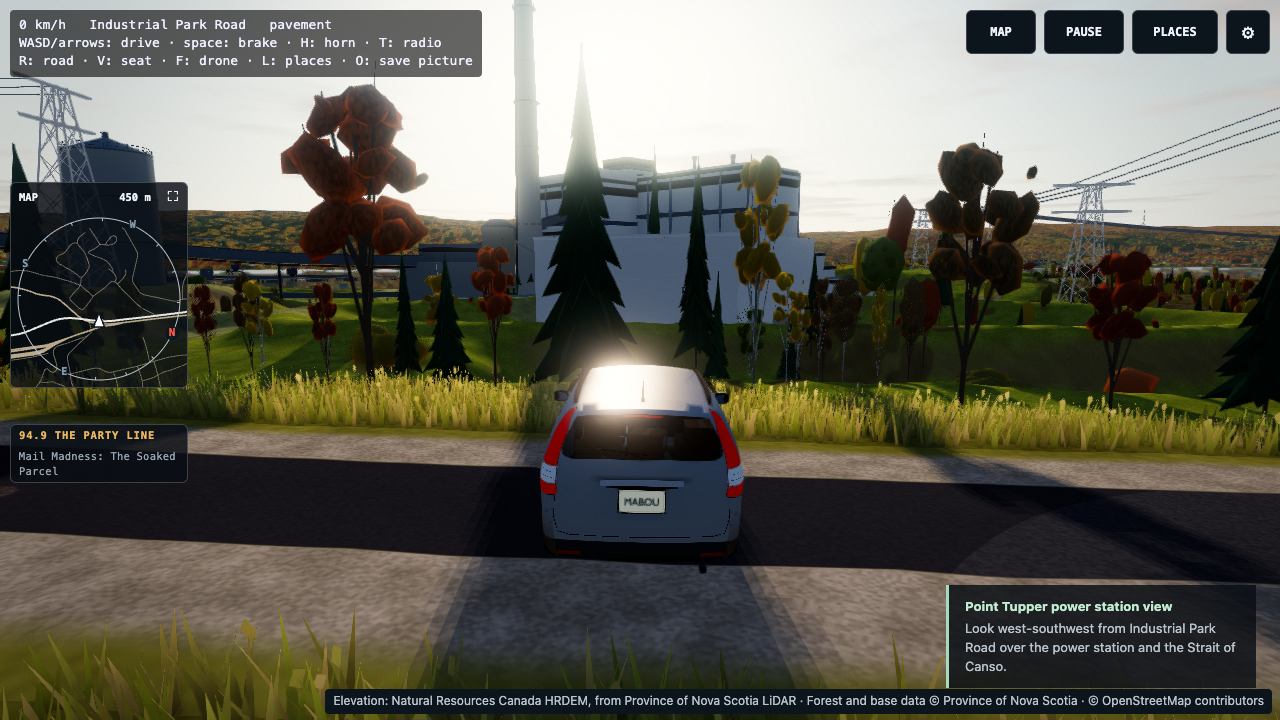 0 km/h Industrial Park Road pavement
WASD/arrows: drive · space: brake · H: horn · T: radio
R: road · V: seat · F: drone · L: places · O: save picture
MAP PAUSE PLACES
MAP 450 m
W
S
N
E
94.9 THE PARTY LINE
Mail Madness: The Soaked
Parcel
MABOU
Point Tupper power station view
Look west-southwest from Industrial Park
Road over the power station and the Strait of
Canso.
Elevation: Natural Resources Canada HRDEM, from Province of Nova Scotia LiDAR · Forest and base data © Province of Nova Scotia · © OpenStreetMap contributors